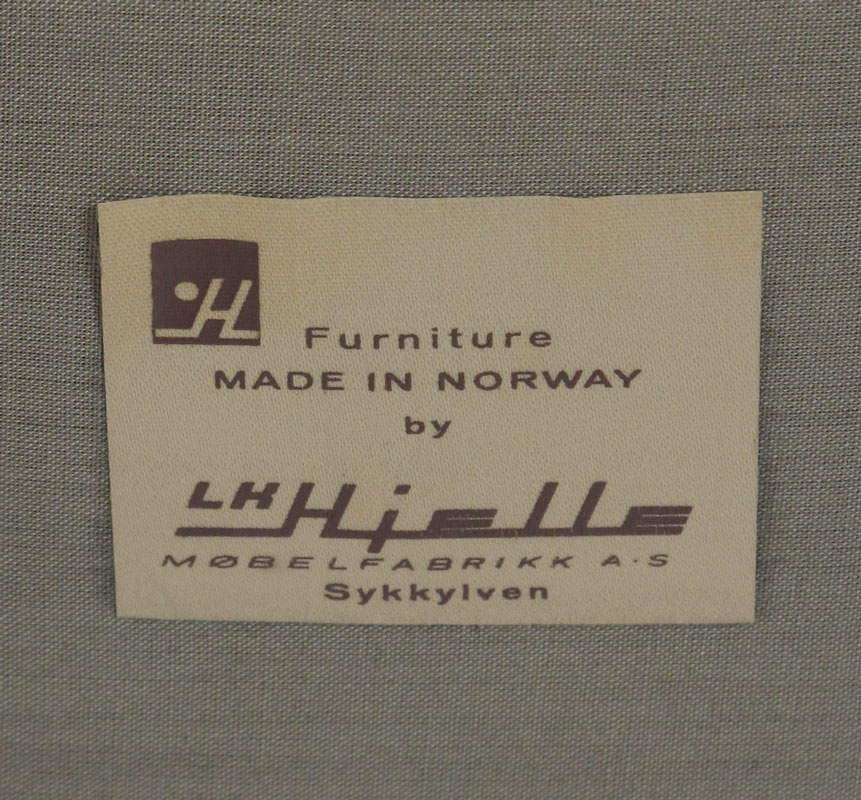 H
Furniture
MADE IN NORWAY
by
LK Hjelle
MØBELFABRIKK A·S
Sykkylven